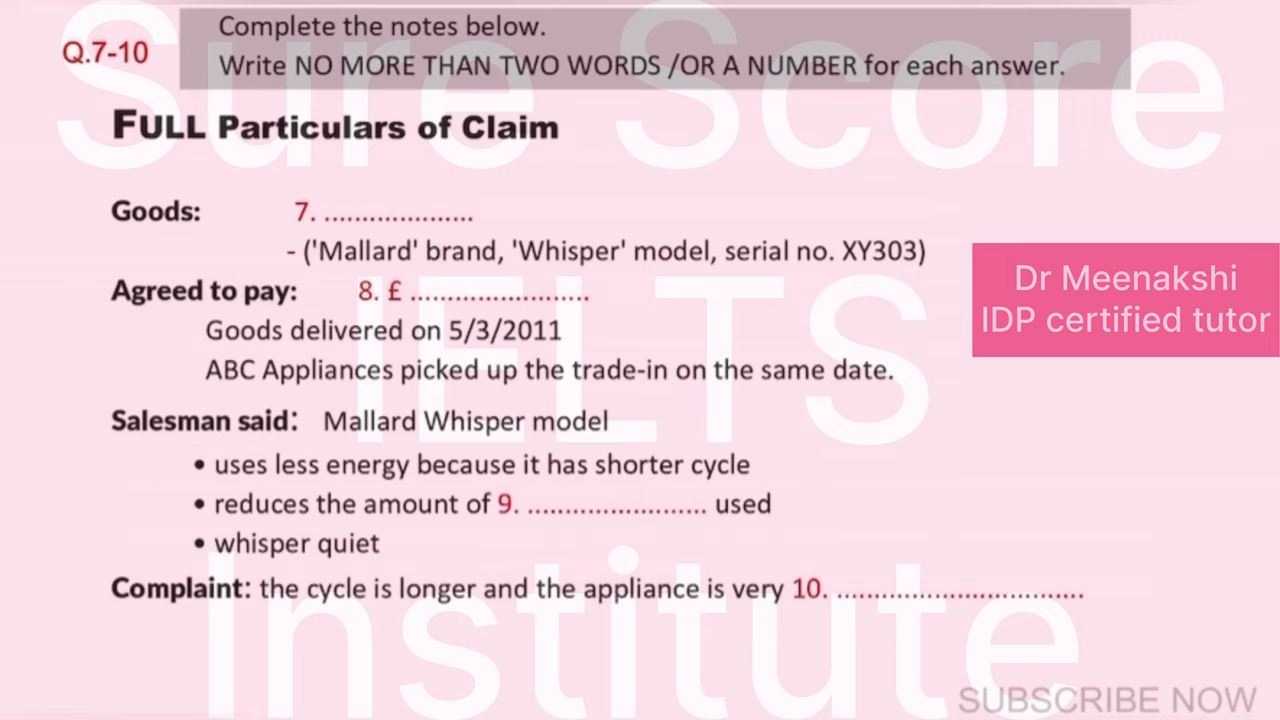 Sure Score
IELTS
Institute
Q.7-10
Complete the notes below.
Write NO MORE THAN TWO WORDS /OR A NUMBER for each answer.
FULL Particulars of Claim
Goods: 7. ....................
- ('Mallard' brand, 'Whisper' model, serial no. XY303)
Agreed to pay: 8. £ ........................
Goods delivered on 5/3/2011
ABC Appliances picked up the trade-in on the same date.
Salesman said: Mallard Whisper model
• uses less energy because it has shorter cycle
• reduces the amount of 9. ........................ used
• whisper quiet
Complaint: the cycle is longer and the appliance is very 10. .................................
Dr Meenakshi
IDP certified tutor
SUBSCRIBE NOW